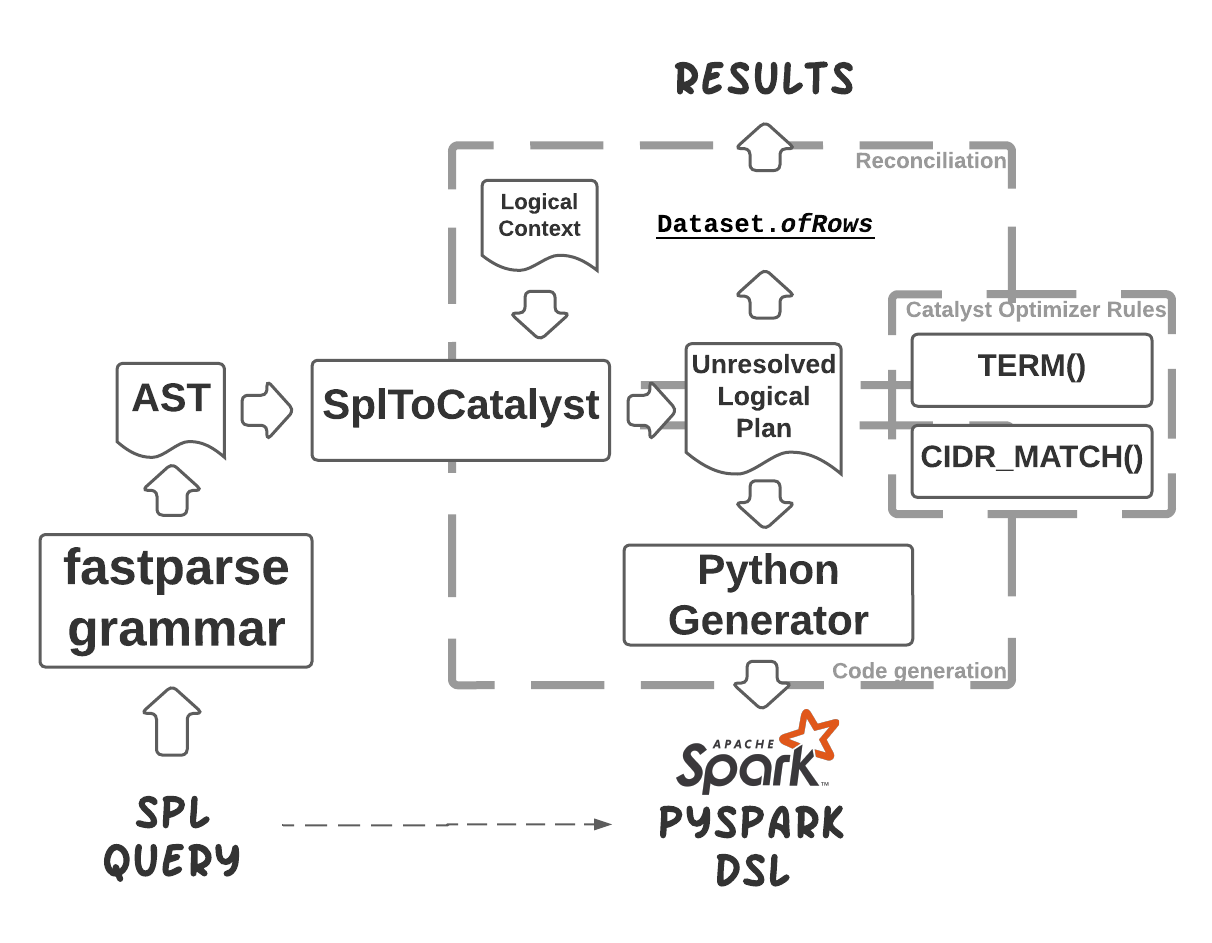 RESULTS
Reconciliation
Logical
Context
Dataset.ofRows
Catalyst Optimizer Rules
TERM()
CIDR_MATCH()
AST
SplToCatalyst
Unresolved
Logical
Plan
fastparse
grammar
Python
Generator
Code generation
APACHE
Spark™
SPL
QUERY
PYSPARK
DSL